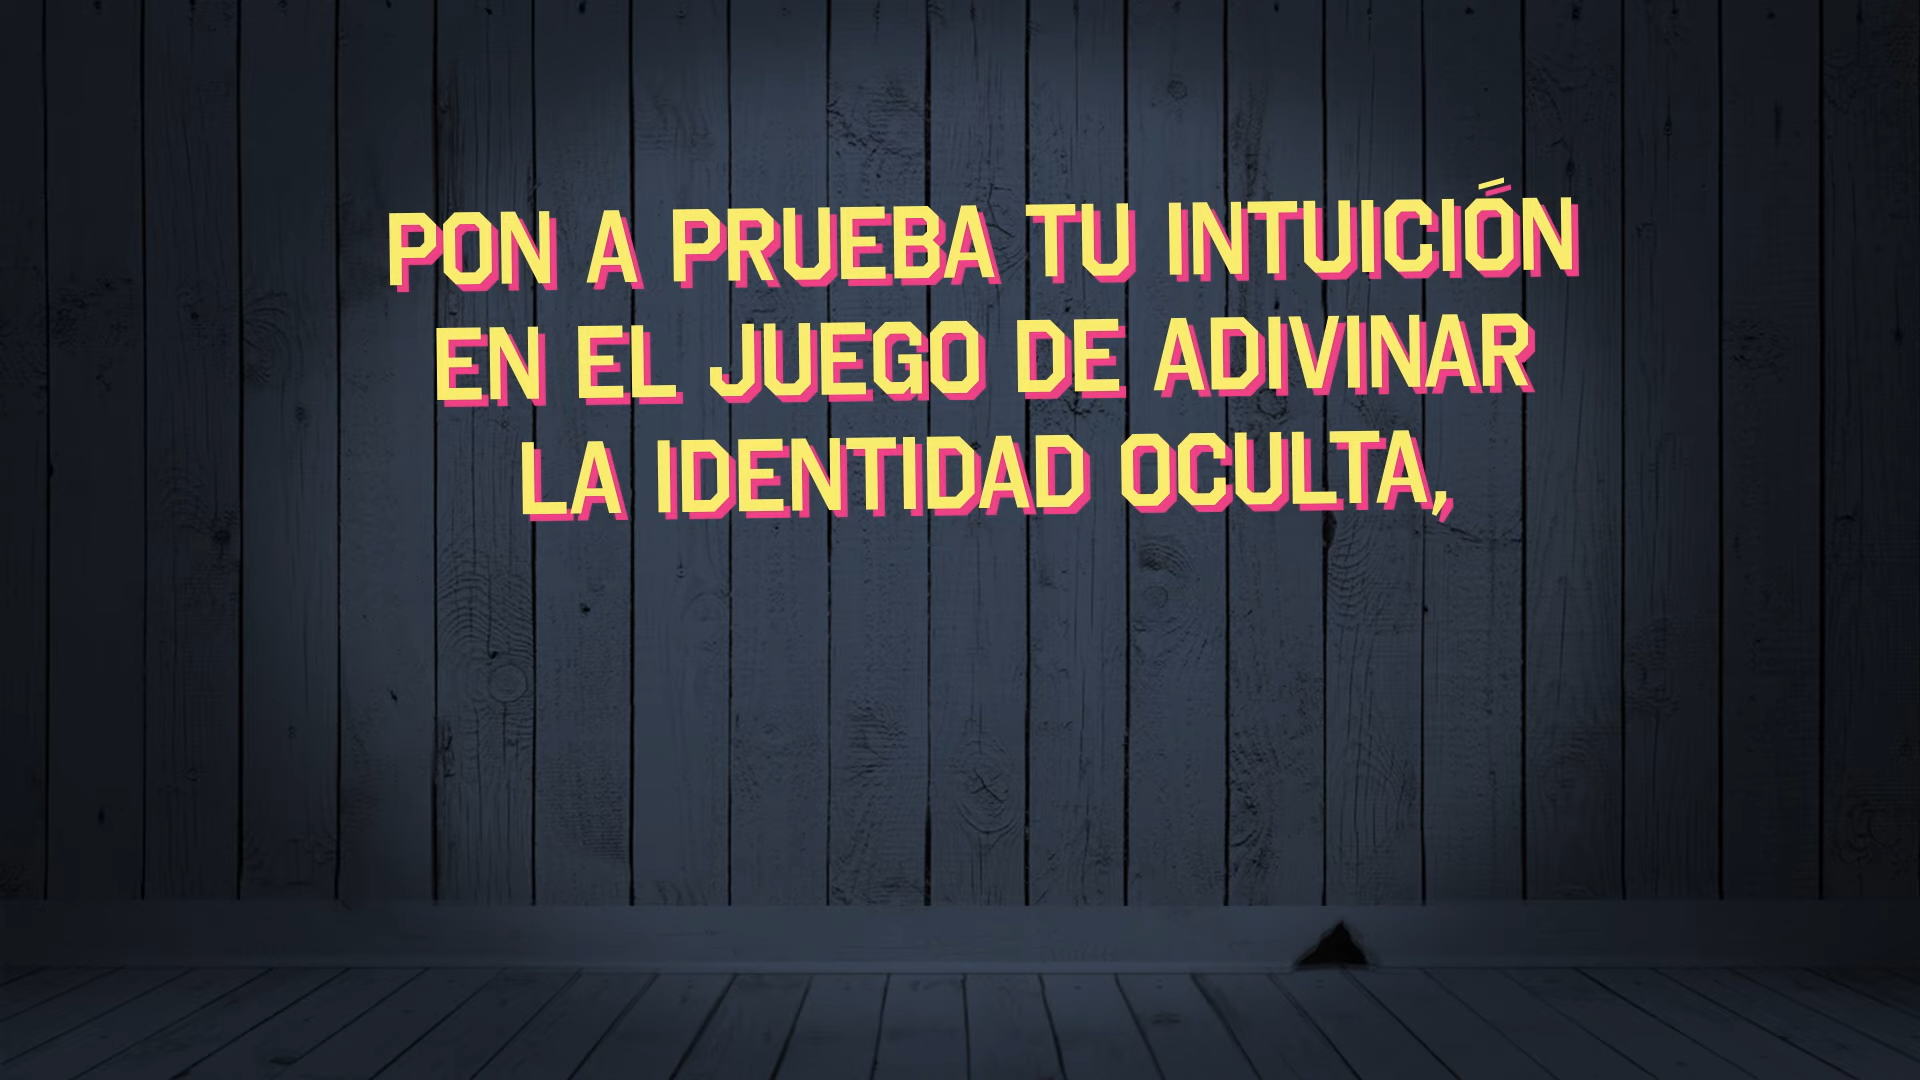 PON A PRUEBA TU INTUICIÓN
EN EL JUEGO DE ADIVINAR
LA IDENTIDAD OCULTA,